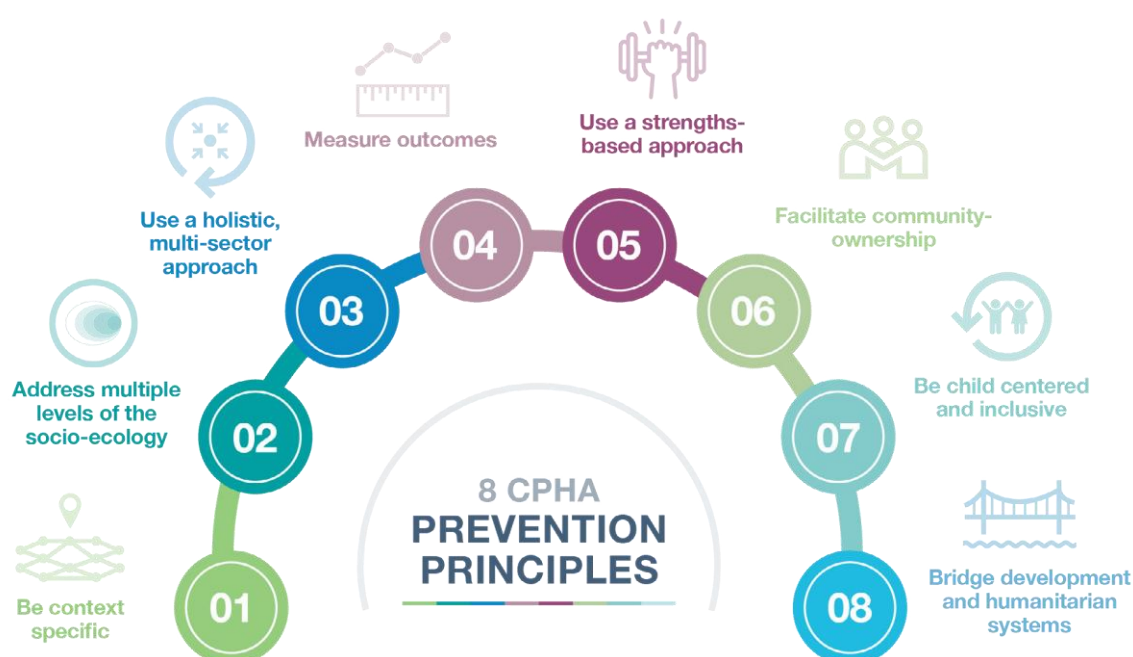 01
Be context
specific
02
Address multiple
levels of the
socio-ecology
03
Use a holistic,
multi-sector
approach
04
Measure outcomes
05
Use a strengths-
based approach
06
Facilitate community-
ownership
07
Be child centered
and inclusive
08
Bridge development
and humanitarian
systems
8 CPHA
PREVENTION
PRINCIPLES